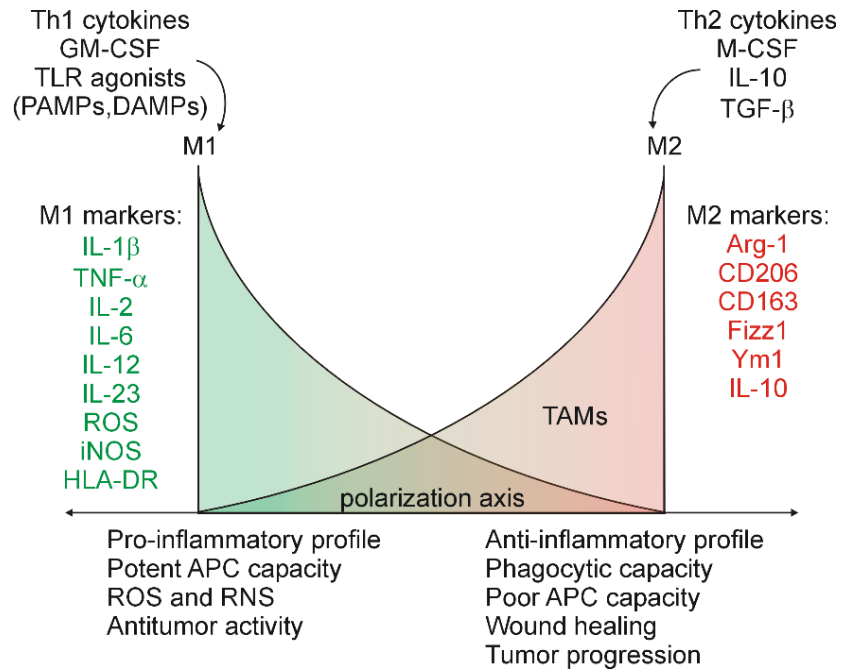 Th1 cytokines
GM-CSF
TLR agonists
(PAMPs,DAMPs)
M1
Th2 cytokines
M-CSF
IL-10
TGF-β
M2
M1 markers:
IL-1β
TNF-α
IL-2
IL-6
IL-12
IL-23
ROS
iNOS
HLA-DR
M2 markers:
Arg-1
CD206
CD163
Fizz1
Ym1
IL-10
TAMs
polarization axis
Pro-inflammatory profile
Potent APC capacity
ROS and RNS
Antitumor activity
Anti-inflammatory profile
Phagocytic capacity
Poor APC capacity
Wound healing
Tumor progression